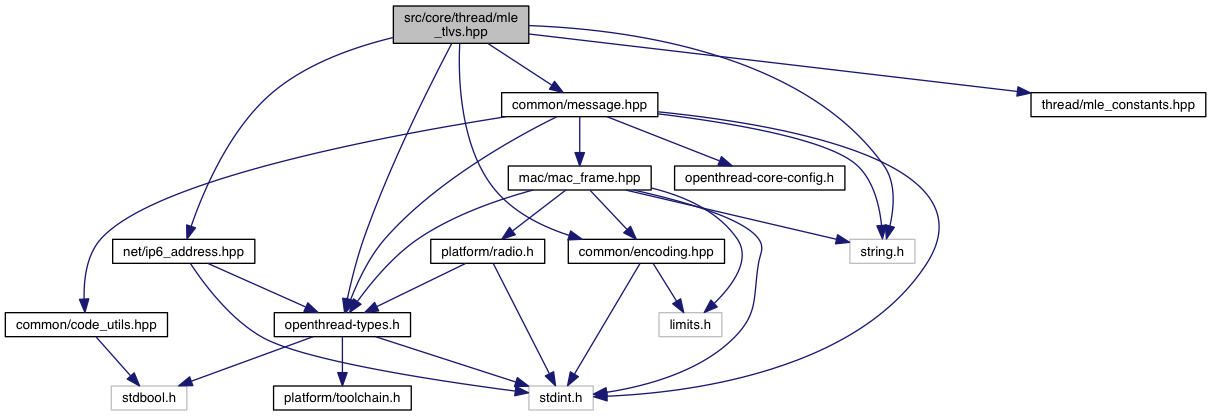 src/core/thread/mle
_tlvs.hpp
common/message.hpp
thread/mle_constants.hpp
mac/mac_frame.hpp
openthread-core-config.h
net/ip6_address.hpp
platform/radio.h
common/encoding.hpp
string.h
common/code_utils.hpp
openthread-types.h
limits.h
stdbool.h
platform/toolchain.h
stdint.h